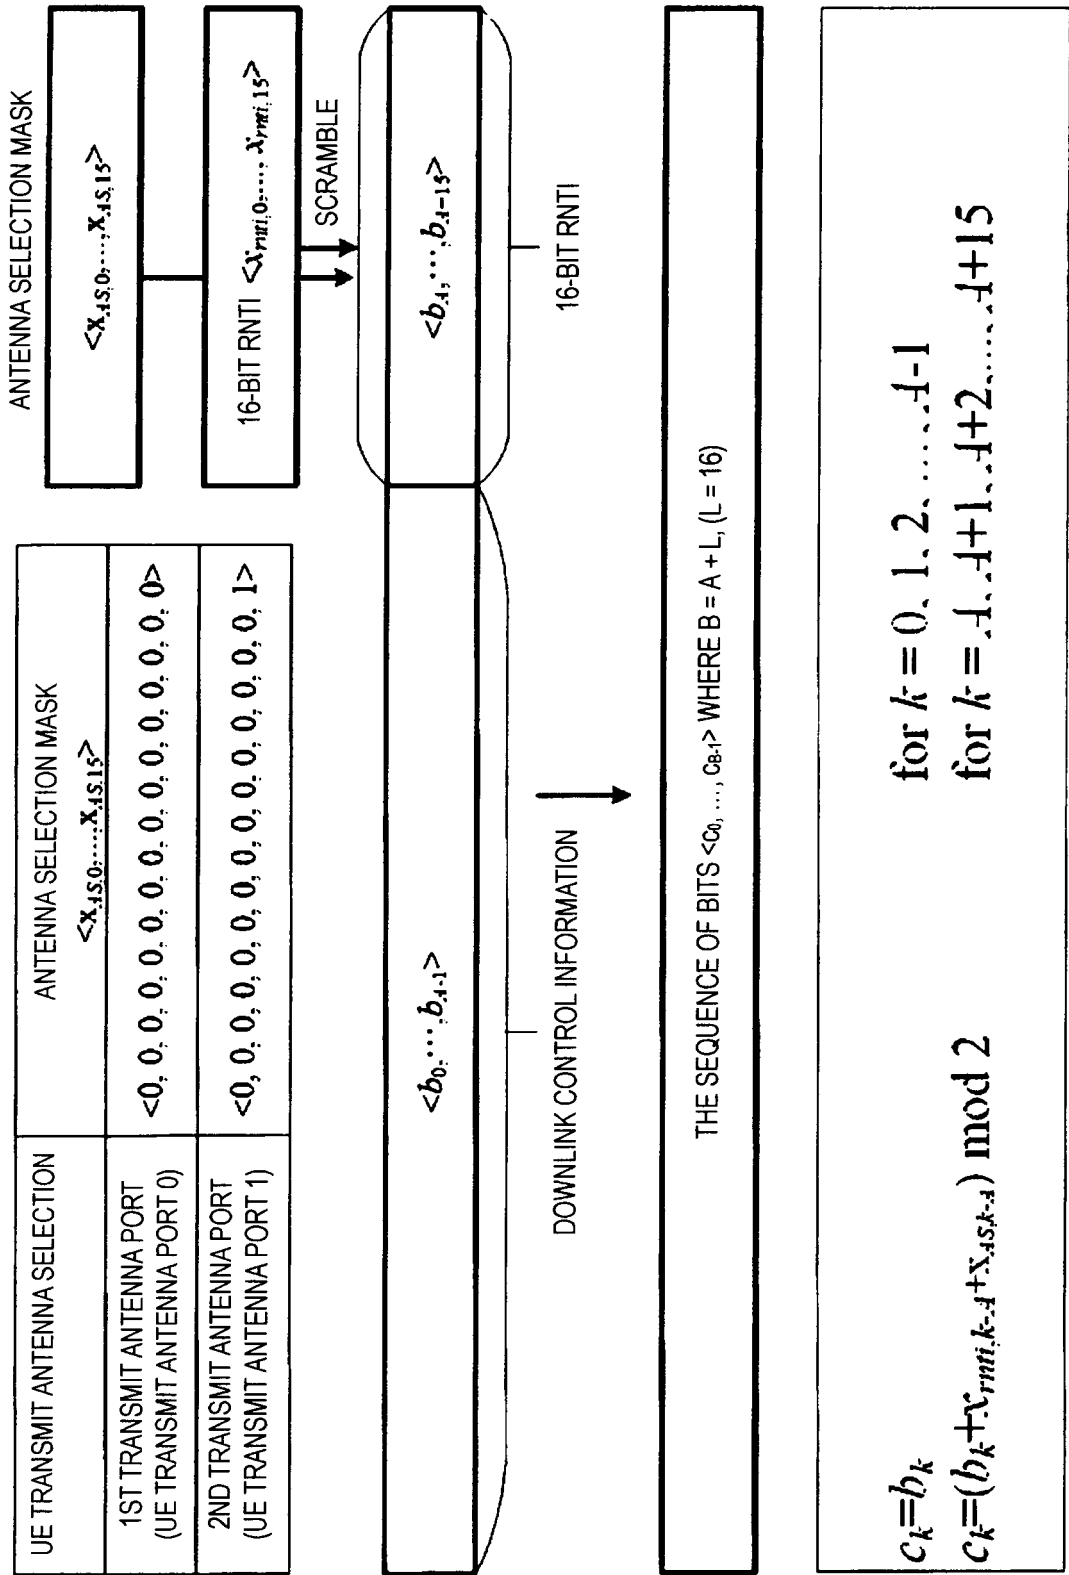 UE TRANSMIT ANTENNA SELECTION
ANTENNA SELECTION MASK
<x_{AS,0},…,x_{AS,15}>
1ST TRANSMIT ANTENNA PORT
(UE TRANSMIT ANTENNA PORT 0)
<0, 0, 0, 0, 0, 0, 0, 0, 0, 0, 0, 0, 0, 0, 0, 0>
2ND TRANSMIT ANTENNA PORT
(UE TRANSMIT ANTENNA PORT 1)
<0, 0, 0, 0, 0, 0, 0, 0, 0, 0, 0, 0, 0, 0, 0, 1>
ANTENNA SELECTION MASK
<x_{AS,0},…,x_{AS,15}>
16-BIT RNTI <x_{rnti,0},…,x_{rnti,15}>
SCRAMBLE
<b_0,…,b_{A-1}>
<b_A,…,b_{A-15}>
DOWNLINK CONTROL INFORMATION
16-BIT RNTI
THE SEQUENCE OF BITS <c_0, …, c_{B-1}> WHERE B = A + L, (L = 16)
c_k=b_k for k = 0, 1, 2, ……, A-1
c_k=(b_k+x_{rnti,k-A}+x_{AS,k-A}) mod 2 for k = A, A+1, A+2,……, A+15